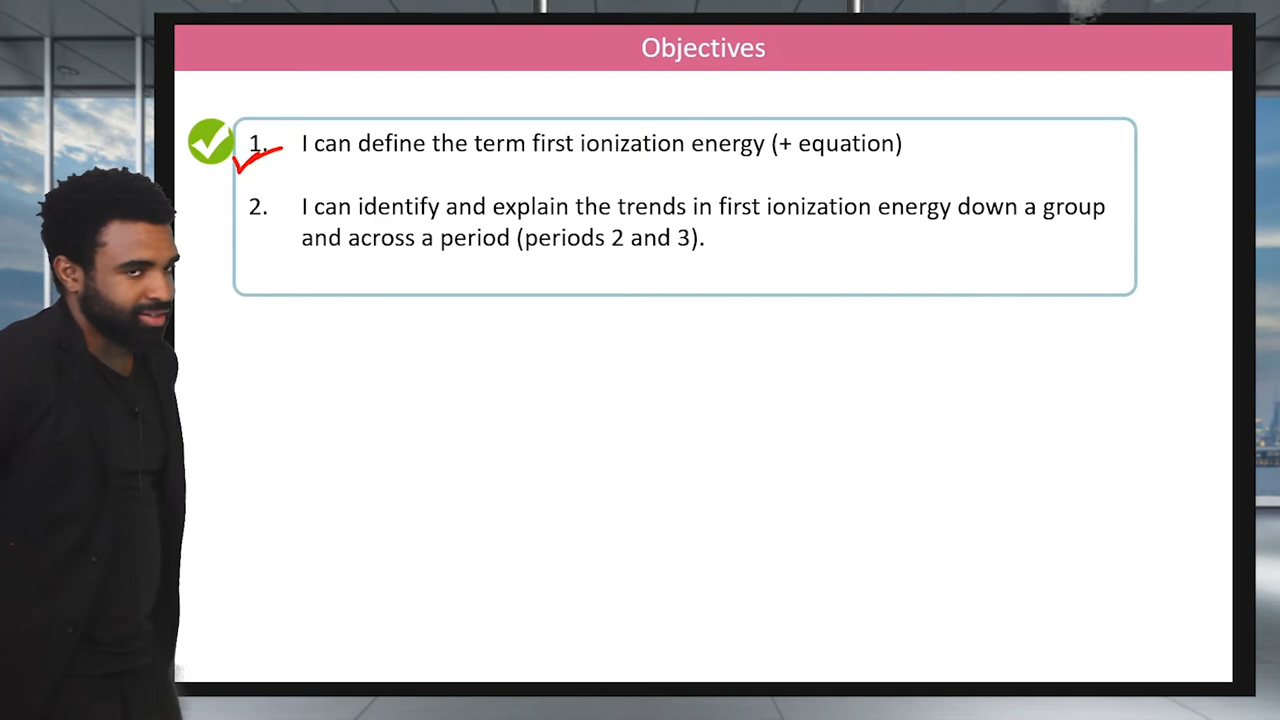 Objectives
1. I can define the term first ionization energy (+ equation)
2. I can identify and explain the trends in first ionization energy down a group
and across a period (periods 2 and 3).